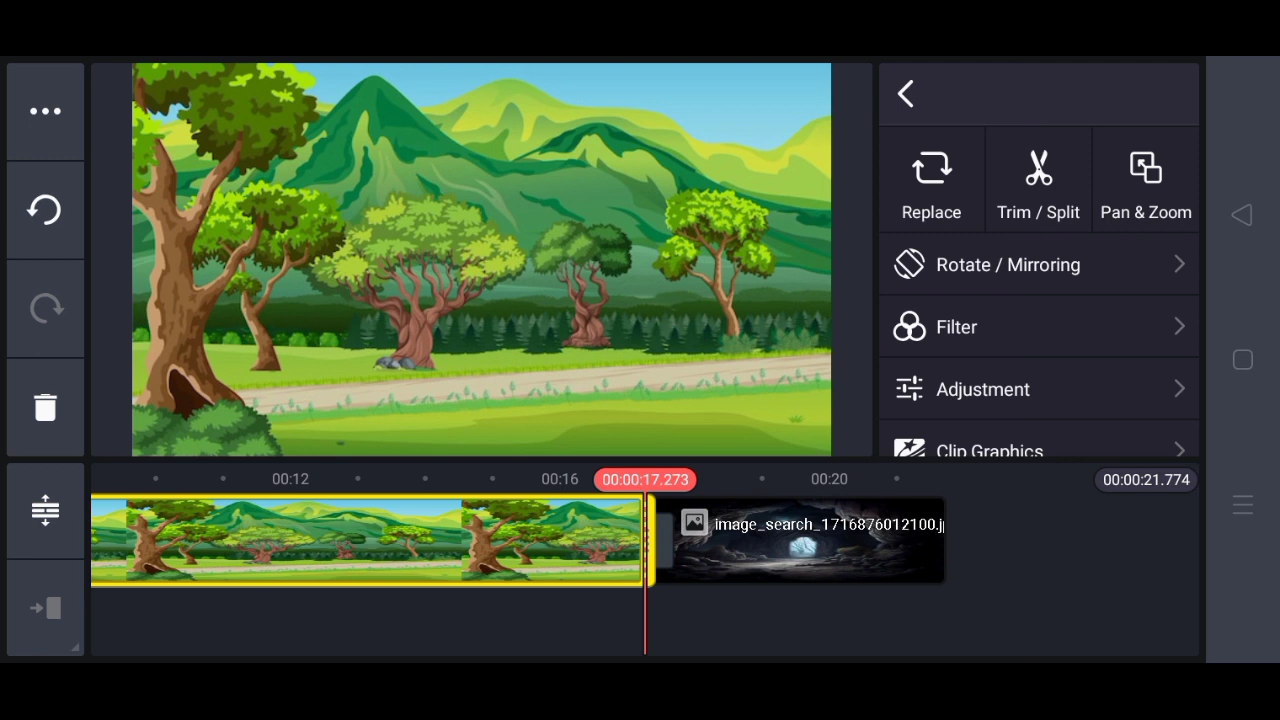 Replace
Trim / Split
Pan & Zoom
Rotate / Mirroring
Filter
Adjustment
Clip Graphics
00:12
00:16
00:00:17.273
00:20
00:00:21.774
image_search_1716876012100.j